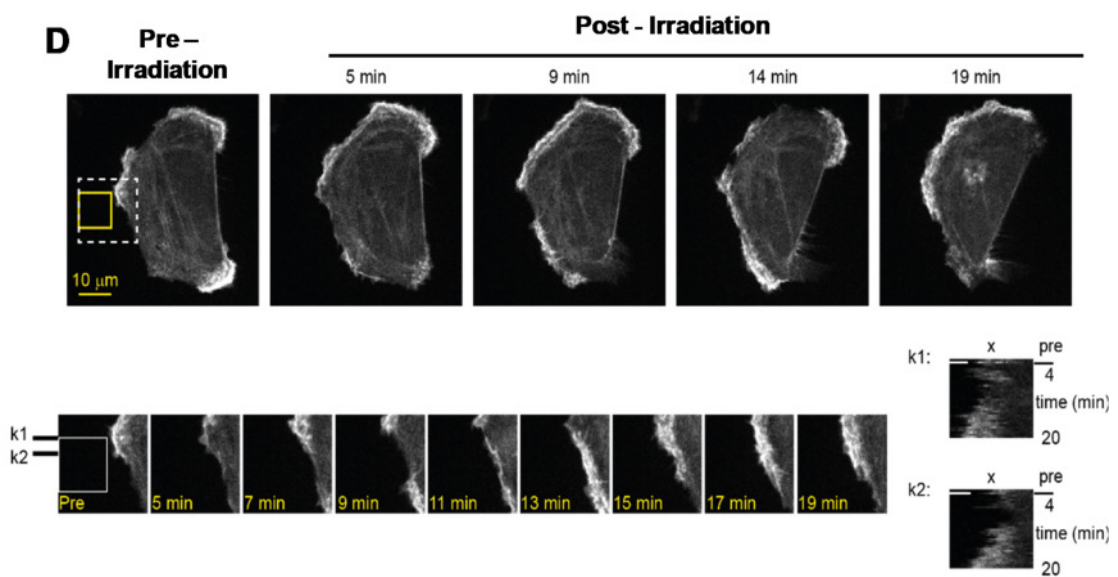 D
Pre –
Irradiation
Post - Irradiation
5 min
9 min
14 min
19 min
10 μm
k1
k2
Pre
5 min
7 min
9 min
11 min
13 min
15 min
17 min
19 min
k1:
x
pre
4
time (min)
20
k2:
x
pre
4
time (min)
20